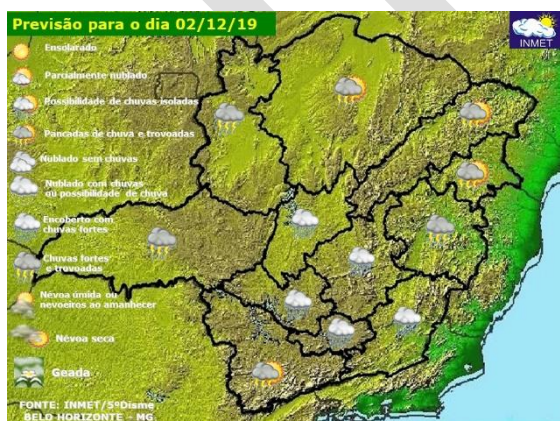 Previsão para o dia 02/12/19
INMET
Ensolarado
Parcialmente nublado
Possibilidade de chuvas isoladas
Pancadas de chuva e trovoadas
Nublado sem chuvas
Nublado com chuvas
ou possibilidade de chuva
Encoberto com
chuvas fortes
Chuvas fortes
e trovoadas
Névoa úmida ou
nevoeiros ao amanhecer
Névoa seca
Geada
FONTE: INMET/5ºDisme
BELO HORIZONTE - MG